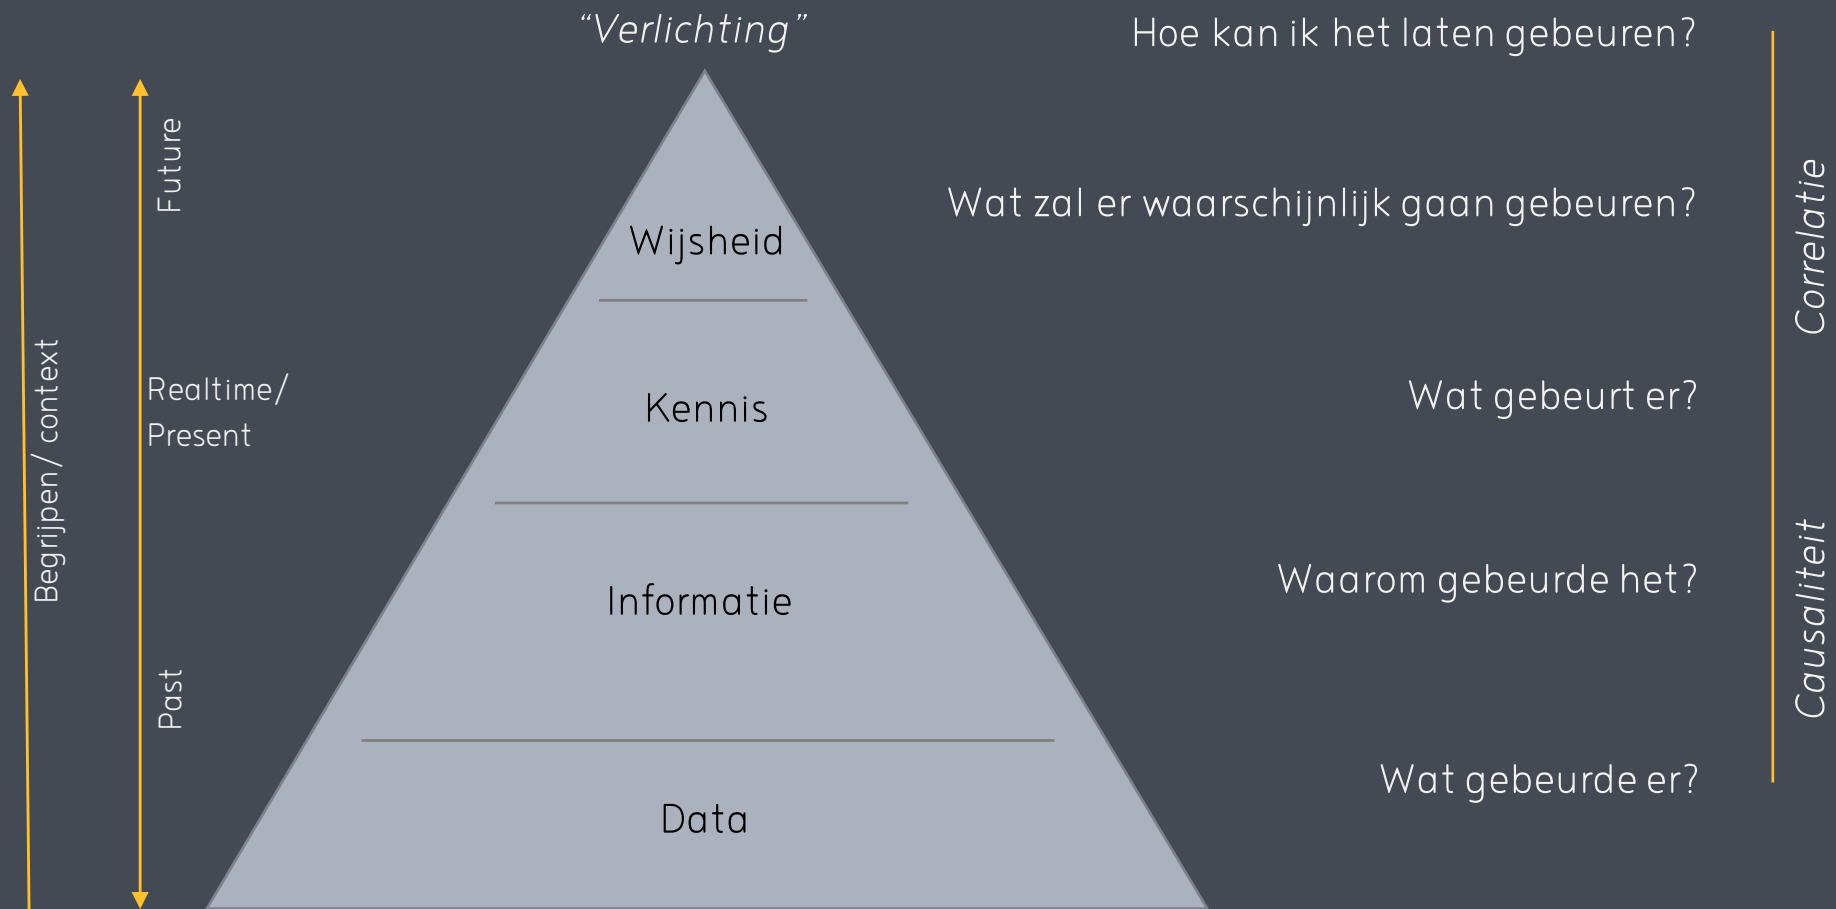 “Verlichting”
Hoe kan ik het laten gebeuren?
Future
Wat zal er waarschijnlijk gaan gebeuren?
Correlatie
Wijsheid
Begrijpen/ context
Realtime/
Present
Kennis
Wat gebeurt er?
Informatie
Waarom gebeurde het?
Causaliteit
Past
Data
Wat gebeurde er?